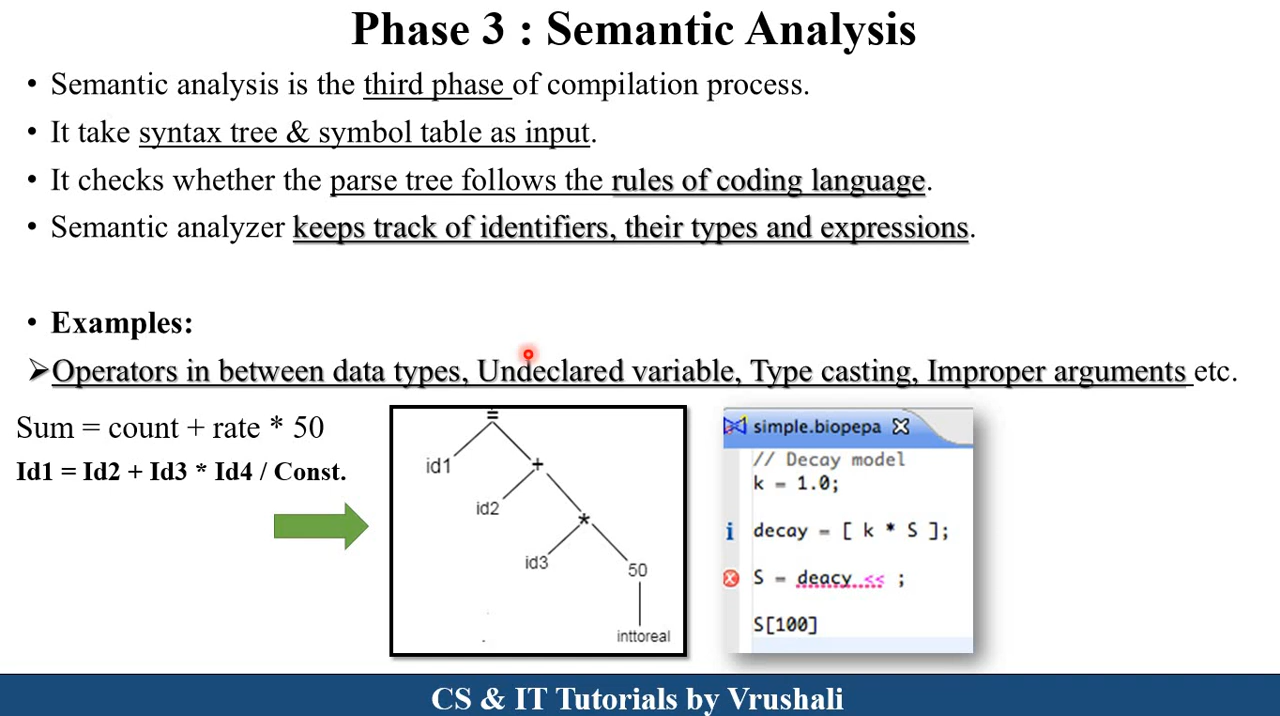 Phase 3 : Semantic Analysis
• Semantic analysis is the third phase of compilation process.
• It take syntax tree & symbol table as input.
• It checks whether the parse tree follows the rules of coding language.
• Semantic analyzer keeps track of identifiers, their types and expressions.
• Examples:
➢Operators in between data types, Undeclared variable, Type casting, Improper arguments etc.
Sum = count + rate * 50
Id1 = Id2 + Id3 * Id4 / Const.
=
id1
+
id2
*
id3
50
inttoreal
simple.biopepa
// Decay model
k = 1.0;
decay = [ k * S ];
S = deacy << ;
S[100]
CS & IT Tutorials by Vrushali